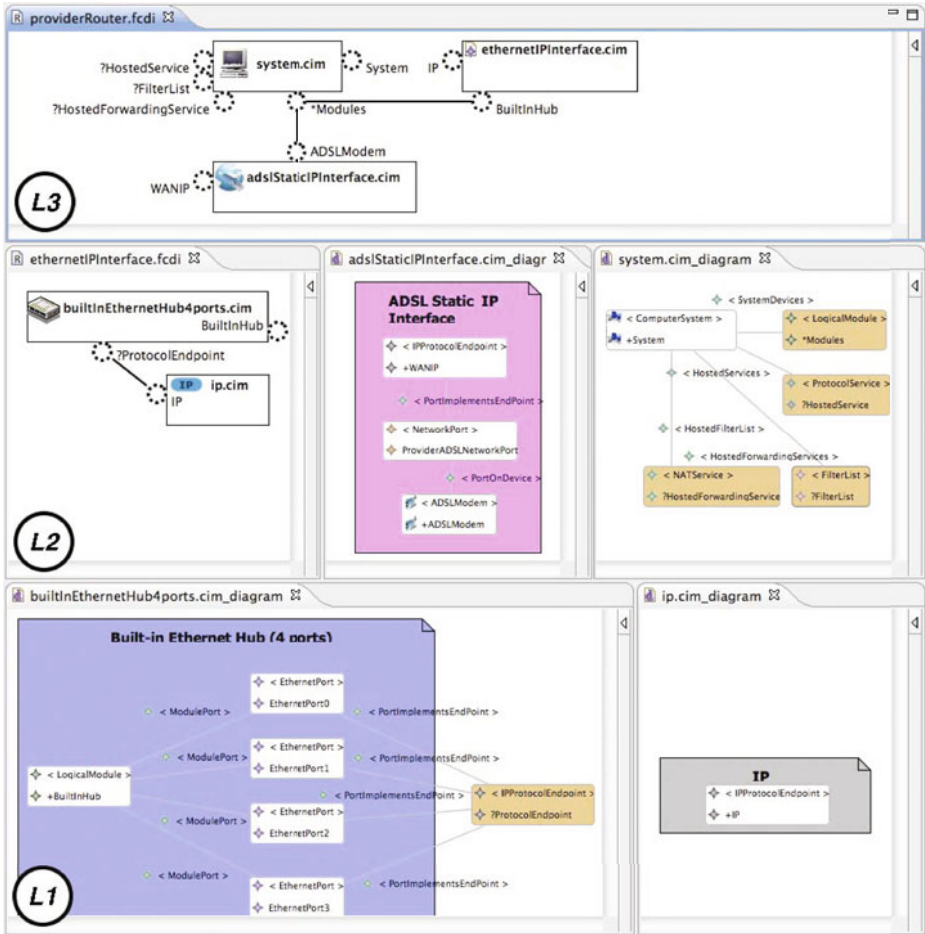 providerRouter.fcdi
?HostedService
system.cim
System
IP
ethernetIPInterface.cim
?FilterList
?HostedForwardingService
*Modules
BuiltInHub
ADSLModem
WANIP
adslStaticIPInterface.cim
L3
ethernetIPInterface.fcdi
builtInEthernetHub4ports.cim
BuiltInHub
?ProtocolEndpoint
IP
ip.cim
IP
L2
adslStaticIPInterface.cim_diagr
ADSL Static IP
Interface
< IPProtocolEndpoint >
+WANIP
< PortImplementsEndPoint >
< NetworkPort >
ProviderADSLNetworkPort
< PortOnDevice >
< ADSLModem >
+ADSLModem
system.cim_diagram
< SystemDevices >
< ComputerSystem >
+System
< LogicalModule >
*Modules
< HostedServices >
< ProtocolService >
?HostedService
< HostedFilterList >
< HostedForwardingServices >
< NATService >
?HostedForwardingService
< FilterList >
?FilterList
builtInEthernetHub4ports.cim_diagram
Built-in Ethernet Hub (4 ports)
< EthernetPort >
EthernetPort0
< ModulePort >
< PortImplementsEndPoint >
< EthernetPort >
EthernetPort1
< ModulePort >
< PortImplementsEndPoint >
< LogicalModule >
+BuiltInHub
< PortImplementsEndPoint >
< IPProtocolEndpoint >
?ProtocolEndpoint
< EthernetPort >
EthernetPort2
< ModulePort >
< ModulePort >
< PortImplementsEndPoint >
< EthernetPort >
EthernetPort3
L1
ip.cim_diagram
IP
< IPProtocolEndpoint >
+IP